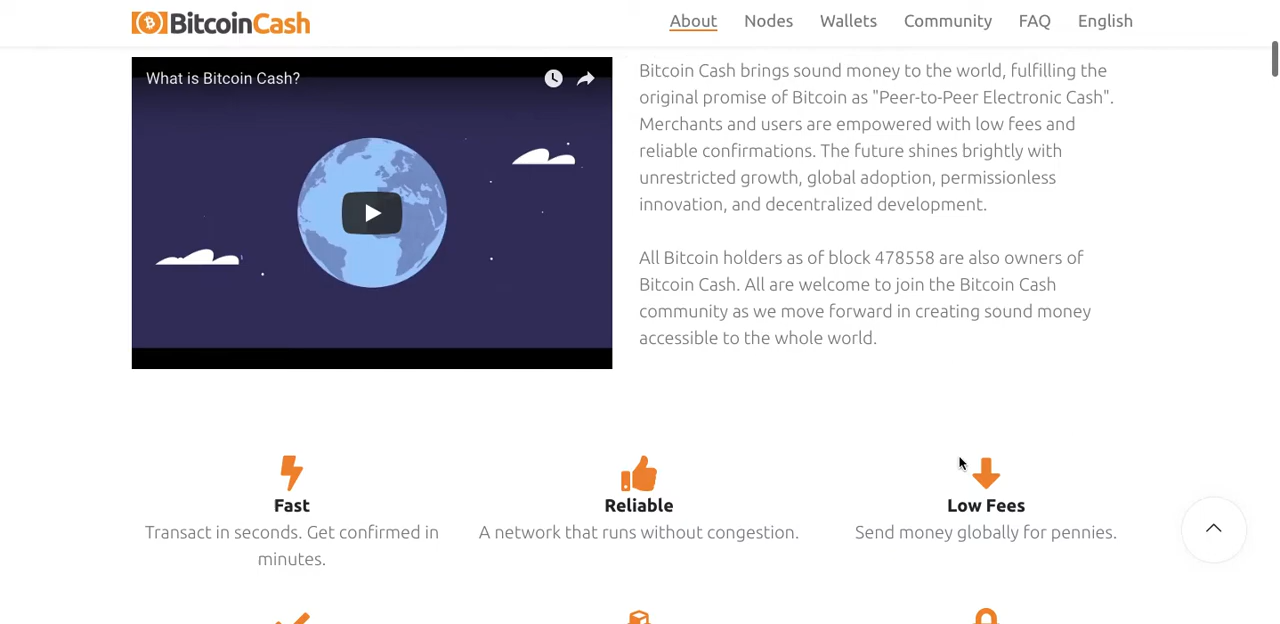 BitcoinCash
About Nodes Wallets Community FAQ English
What is Bitcoin Cash?
Bitcoin Cash brings sound money to the world, fulfilling the
original promise of Bitcoin as "Peer-to-Peer Electronic Cash".
Merchants and users are empowered with low fees and
reliable confirmations. The future shines brightly with
unrestricted growth, global adoption, permissionless
innovation, and decentralized development.
All Bitcoin holders as of block 478558 are also owners of
Bitcoin Cash. All are welcome to join the Bitcoin Cash
community as we move forward in creating sound money
accessible to the whole world.
Fast
Transact in seconds. Get confirmed in
minutes.
Reliable
A network that runs without congestion.
Low Fees
Send money globally for pennies.